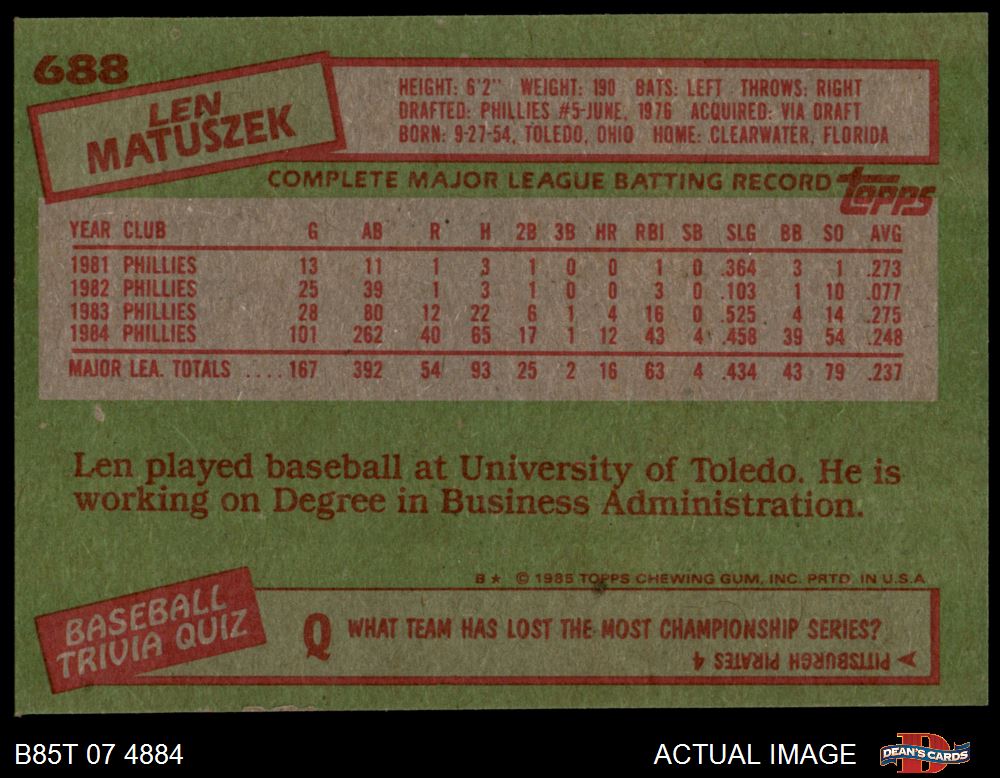 688
LEN
MATUSZEK
HEIGHT: 6'2" WEIGHT: 190 BATS: LEFT THROWS: RIGHT
DRAFTED: PHILLIES #5-JUNE, 1976 ACQUIRED: VIA DRAFT
BORN: 9-27-54, TOLEDO, OHIO HOME: CLEARWATER, FLORIDA
COMPLETE MAJOR LEAGUE BATTING RECORD topps
YEAR CLUB G AB R H 2B 3B HR RBI SB SLG BB SO AVG
1981 PHILLIES 13 11 1 3 1 0 0 1 0 .364 3 1 .273
1982 PHILLIES 25 39 1 3 1 0 0 3 0 .103 1 10 .077
1983 PHILLIES 28 80 12 22 6 1 4 16 0 .525 4 14 .275
1984 PHILLIES 101 262 40 65 17 1 12 43 4 .458 39 54 .248
MAJOR LEA. TOTALS ....167 392 54 93 25 2 16 63 4 .434 43 79 .237
Len played baseball at University of Toledo. He is
working on Degree in Business Administration.
B★ © 1985 TOPPS CHEWING GUM, INC. PRTD. IN U.S.A.
BASEBALL
TRIVIA QUIZ
Q WHAT TEAM HAS LOST THE MOST CHAMPIONSHIP SERIES?
PITTSBURGH PIRATES 4
B85T 07 4884 ACTUAL IMAGE D DEAN'S CARDS